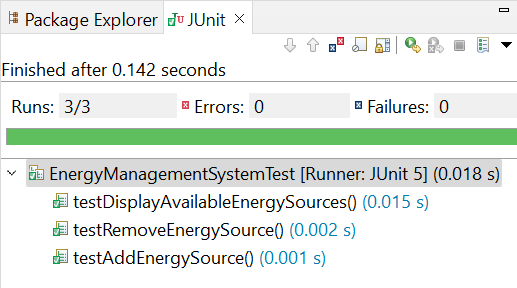 Package Explorer JUnit
Finished after 0.142 seconds
Runs: 3/3 Errors: 0 Failures: 0
EnergyManagementSystemTest [Runner: JUnit 5] (0.018 s)
testDisplayAvailableEnergySources() (0.015 s)
testRemoveEnergySource() (0.002 s)
testAddEnergySource() (0.001 s)